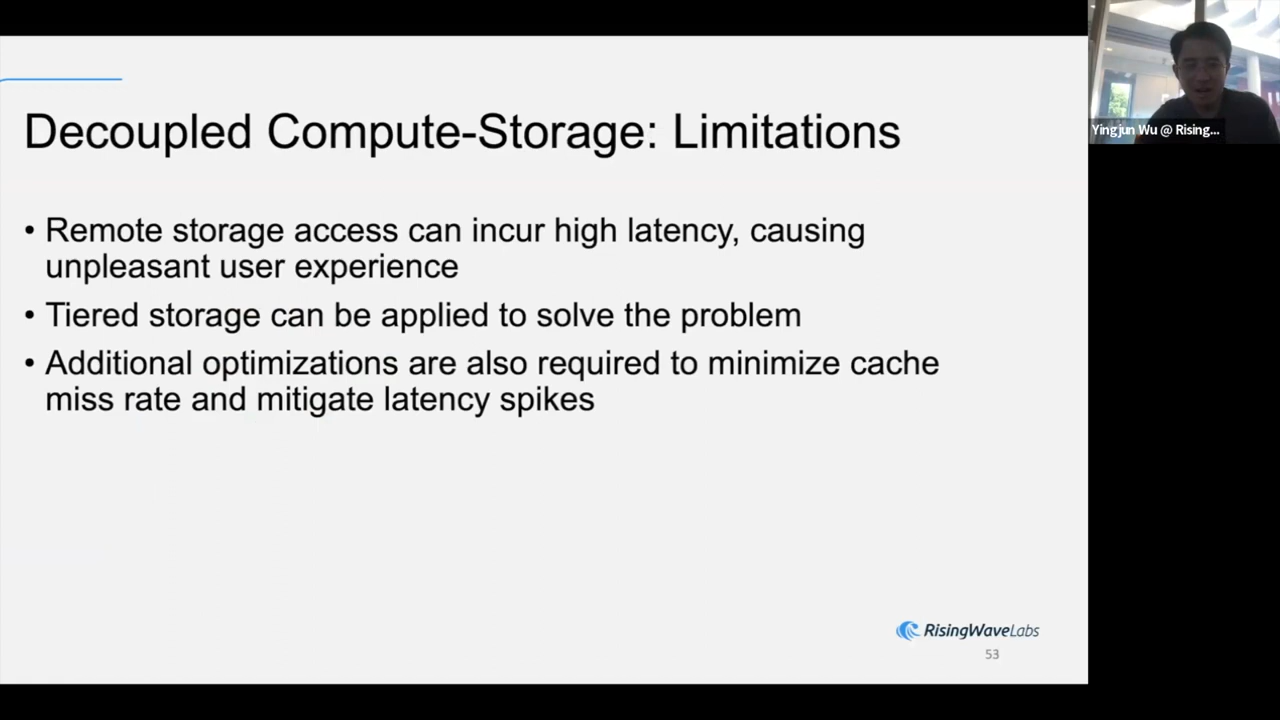 Decoupled Compute-Storage: Limitations
• Remote storage access can incur high latency, causing
unpleasant user experience
• Tiered storage can be applied to solve the problem
• Additional optimizations are also required to minimize cache
miss rate and mitigate latency spikes
RisingWaveLabs
53
Yingjun Wu @ Rising...